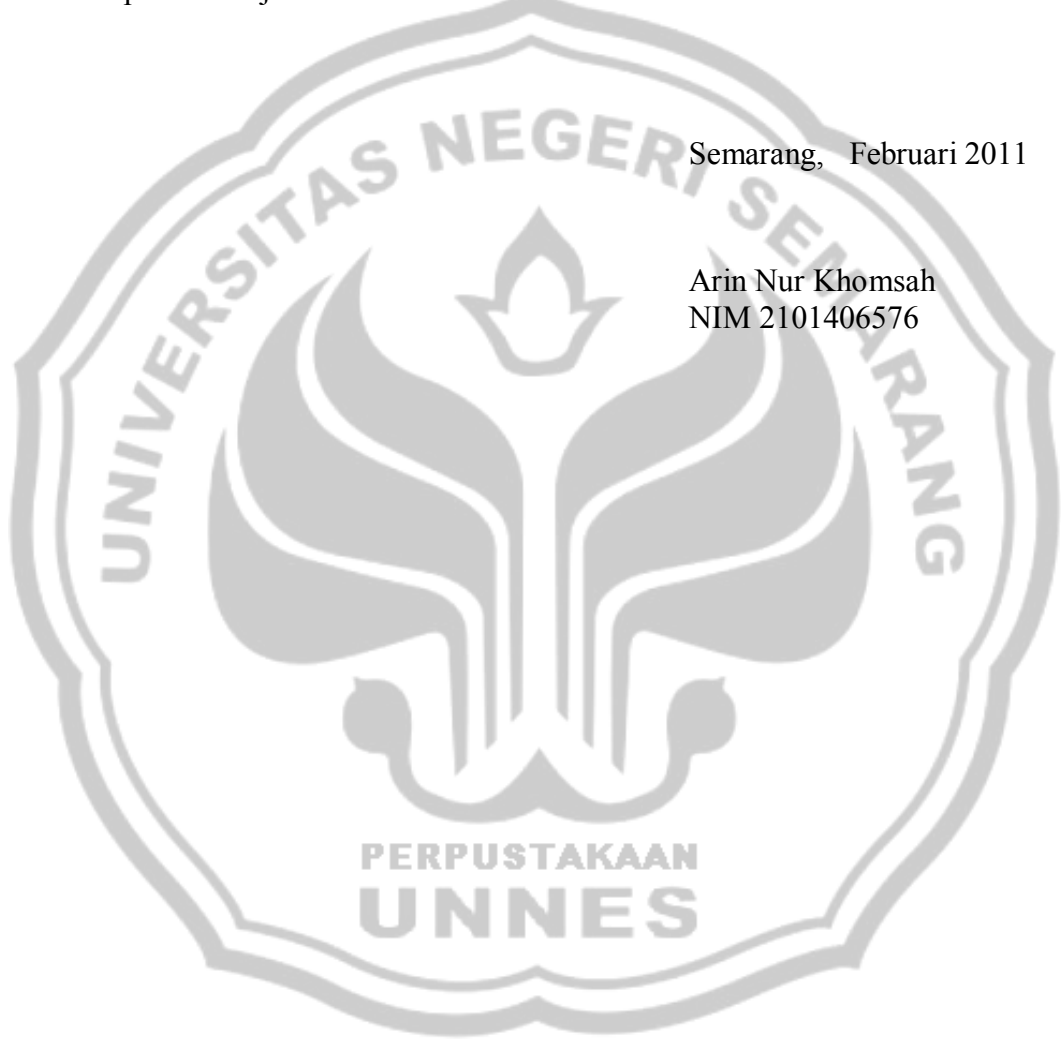 Semarang, Februari 2011
Arin Nur Khomsah
NIM 2101406576
UNIVERSITAS NEGERI SEMARANG
PERPUSTAKAAN
UNNES